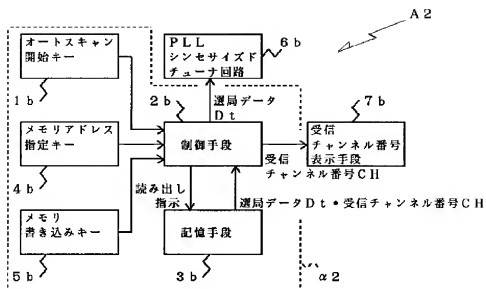 Ａ２
オートスキャン
開始キー
１ｂ
ＰＬＬ
シンセサイズド
チューナ回路
６ｂ
選局データ
Ｄｔ
２ｂ
７ｂ
メモリアドレス
指定キー
４ｂ
制御手段
受信
チャンネル番号
表示手段
受信
チャンネル番号ＣＨ
読み出し
指示
選局データＤｔ・受信チャンネル番号ＣＨ
メモリ
書き込みキー
５ｂ
記憶手段
３ｂ
α２